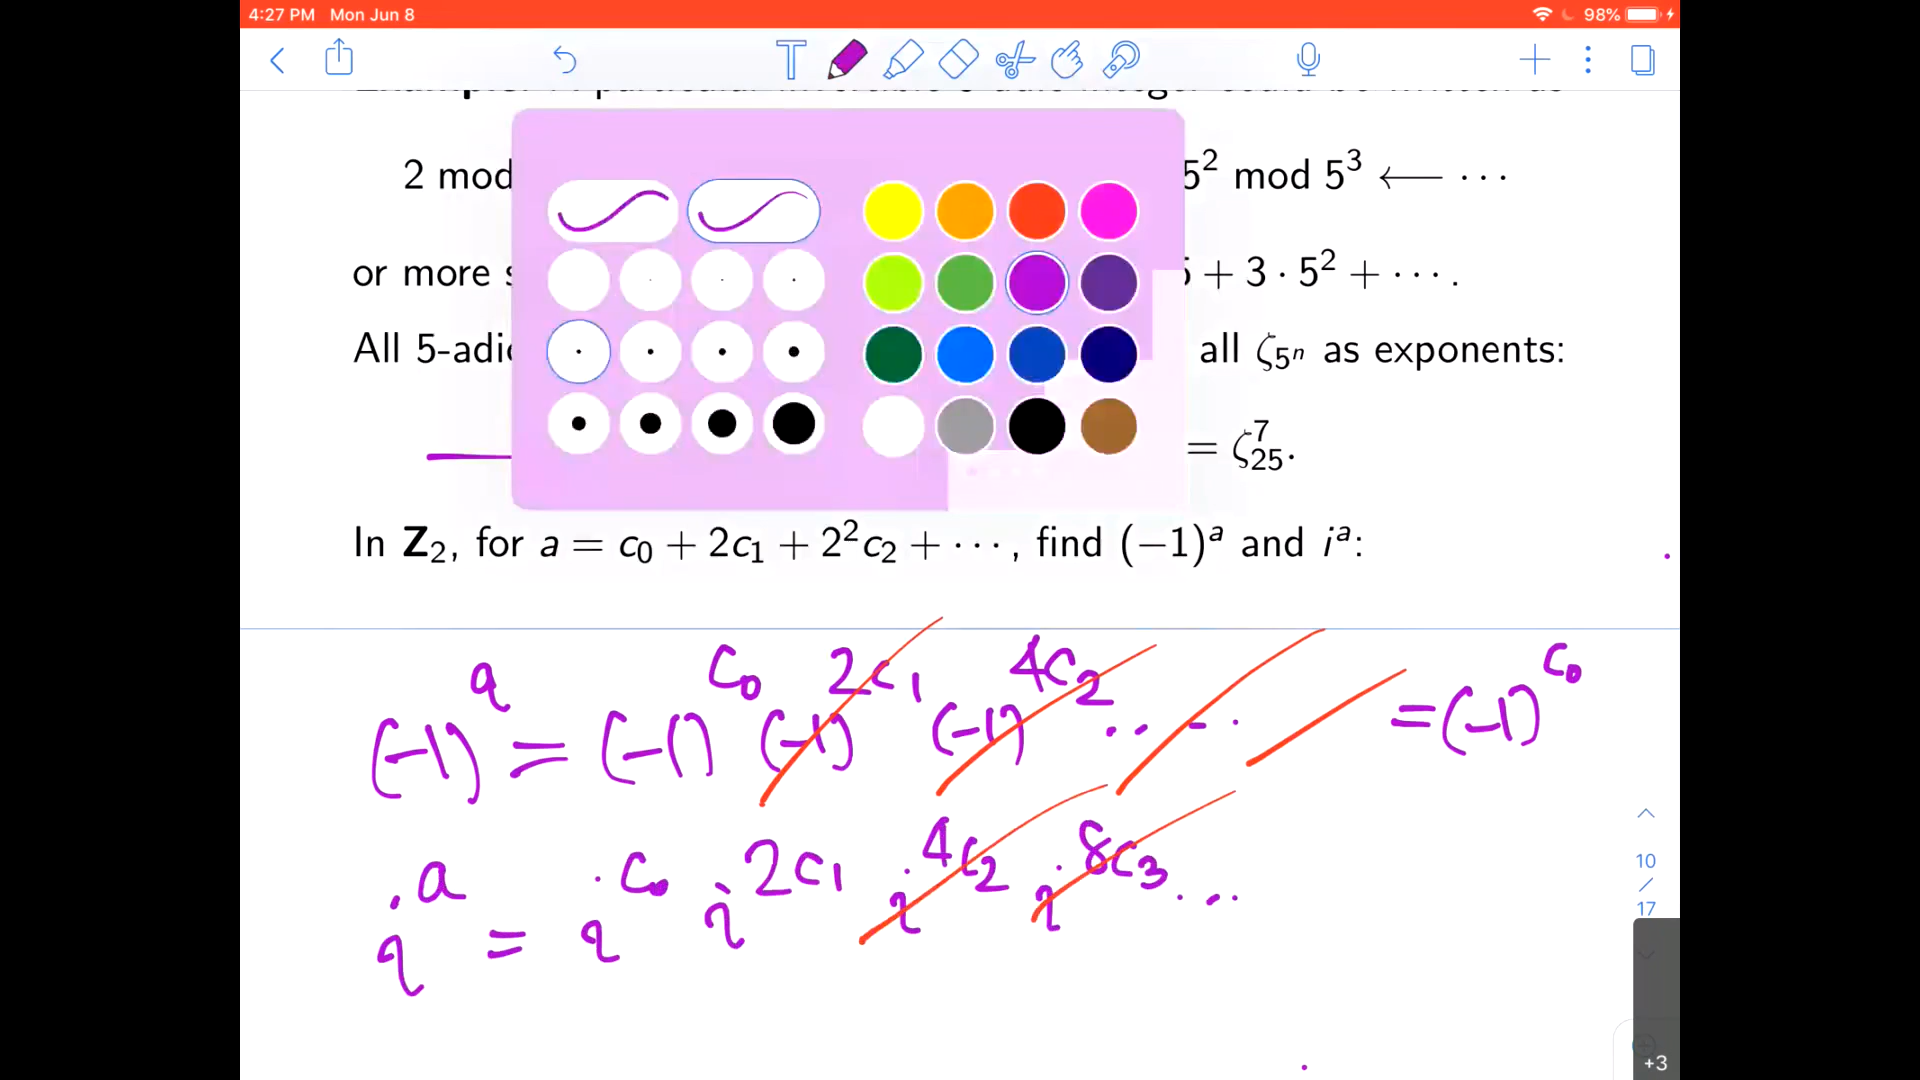 4:27 PM Mon Jun 8 98%
2 mod 5² mod 5³ ⟵ ···
or more s + 3 · 5² + ··· .
All 5-adic all ζ₅ⁿ as exponents:
= ζ₂₅⁷.
In Z₂, for a = c₀ + 2c₁ + 2²c₂ + ··· , find (−1)ᵃ and iᵃ:
(-1)^a = (-1)^{c₀} (-1)^{2c₁} (-1)^{4c₂} ..... = (-1)^{c₀}
i^a = i^{c₀} i^{2c₁} i^{4c₂} i^{8c₃} ...
10
/
17
+3